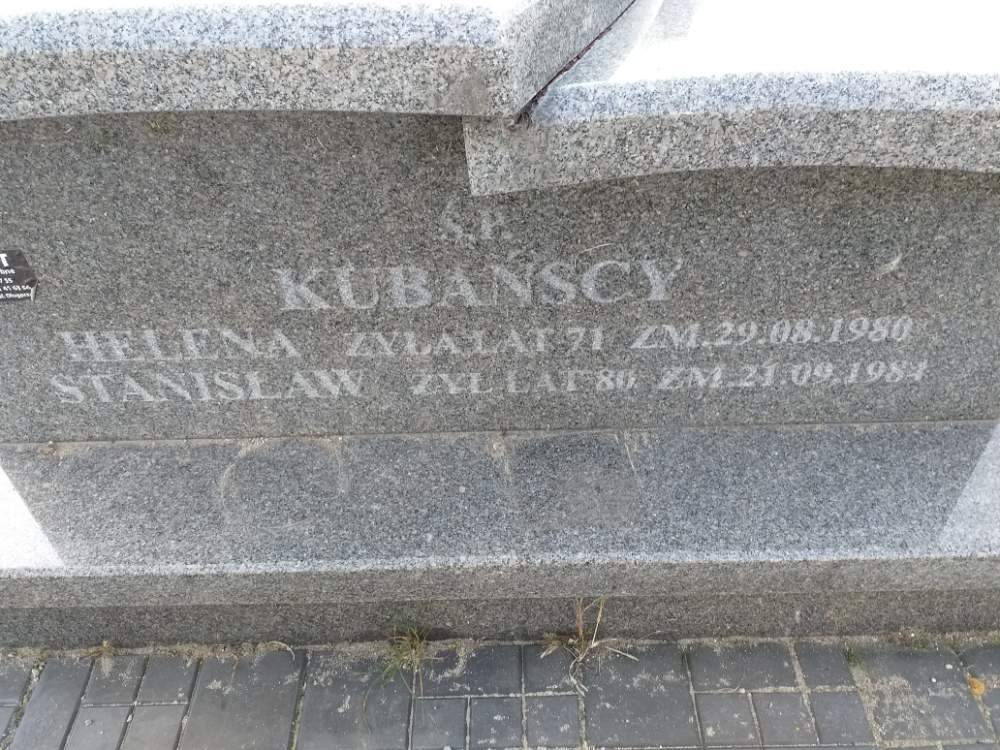 Ś.P.
KUBAŃSCY
HELENA ŻYŁA LAT 71 ZM.29.08.1980
STANISŁAW ŻYŁ LAT 80 ZM.21.09.1984